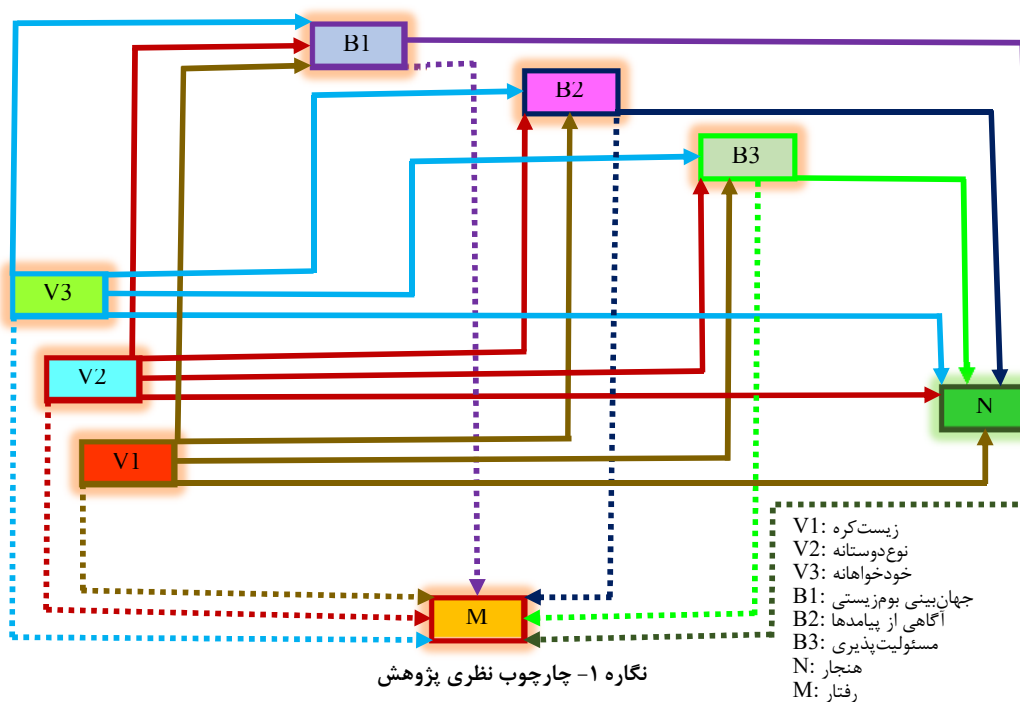 B1
B2
B3
V3
V2
V1
N
M
V1: زیست‌کره
V2: نوع‌دوستانه
V3: خودخواهانه
B1: جهان‌بینی بوم‌زیستی
B2: آگاهی از پیامدها
B3: مسئولیت‌پذیری
N: هنجار
M: رفتار
نگاره ۱- چارچوب نظری پژوهش